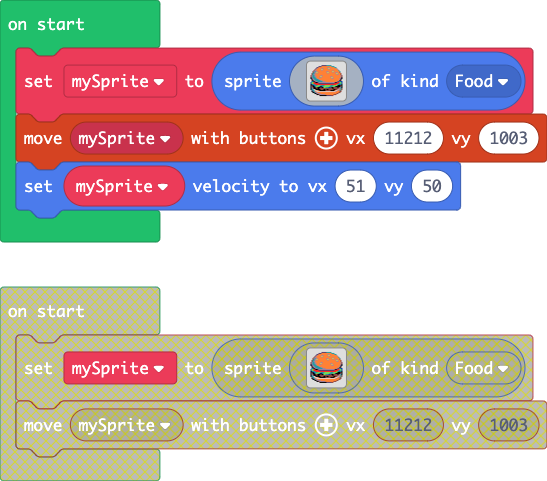 on start
set mySprite to sprite of kind Food
move mySprite with buttons vx 11212 vy 1003
set mySprite velocity to vx 51 vy 50
on start
set mySprite to sprite of kind Food
move mySprite with buttons vx 11212 vy 1003